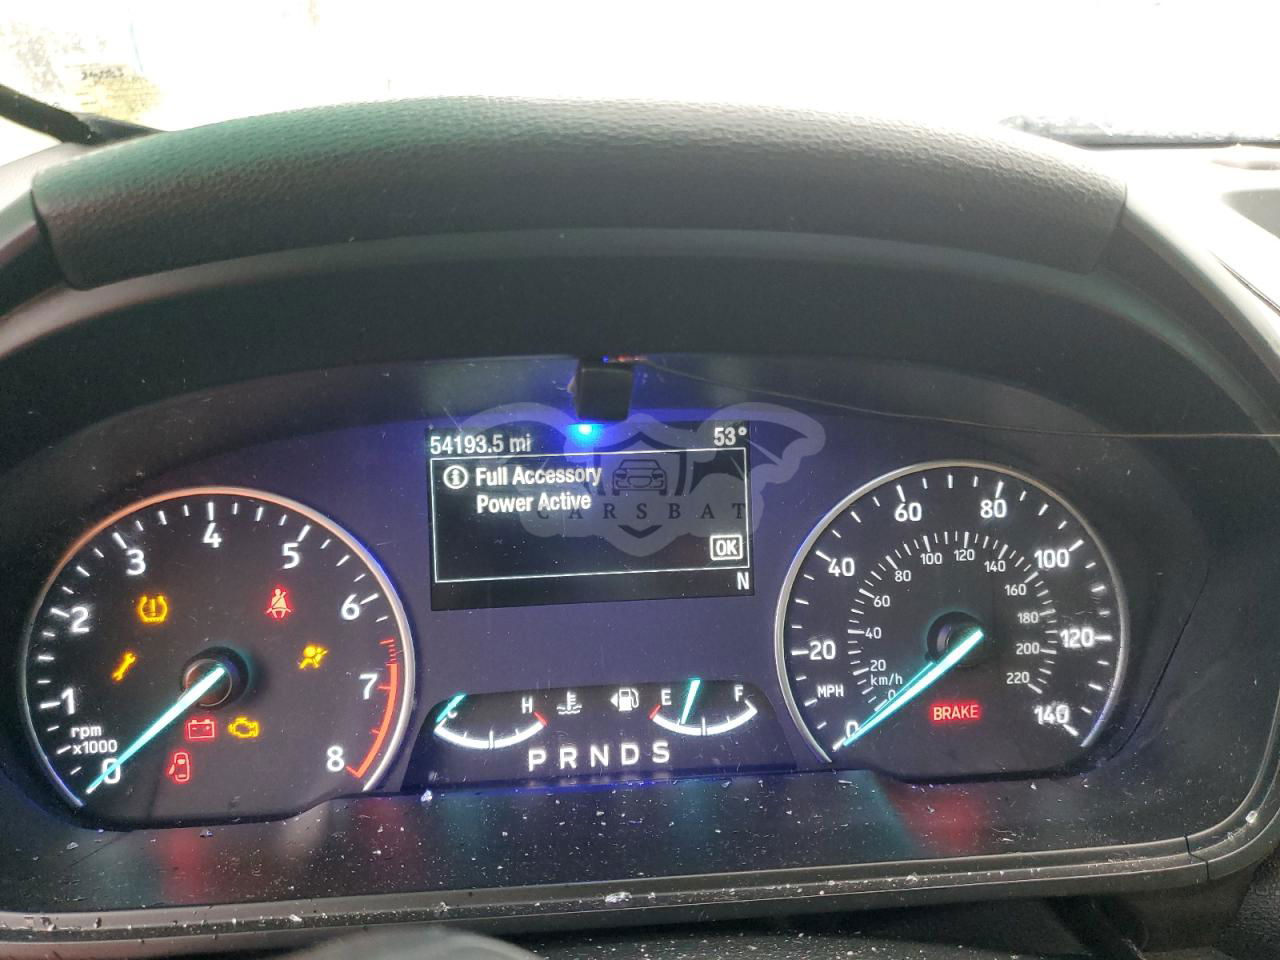 54193.5 mi 53°
Full Accessory
Power Active
OK
N
CARSBAT
0 1 2 3 4 5 6 7 8
rpm
x1000
C H E F
PRNDS
0 20 40 60 80 100 120 140
MPH
0 20 40 60 80 100 120 140 160 180 200 220
km/h
BRAKE